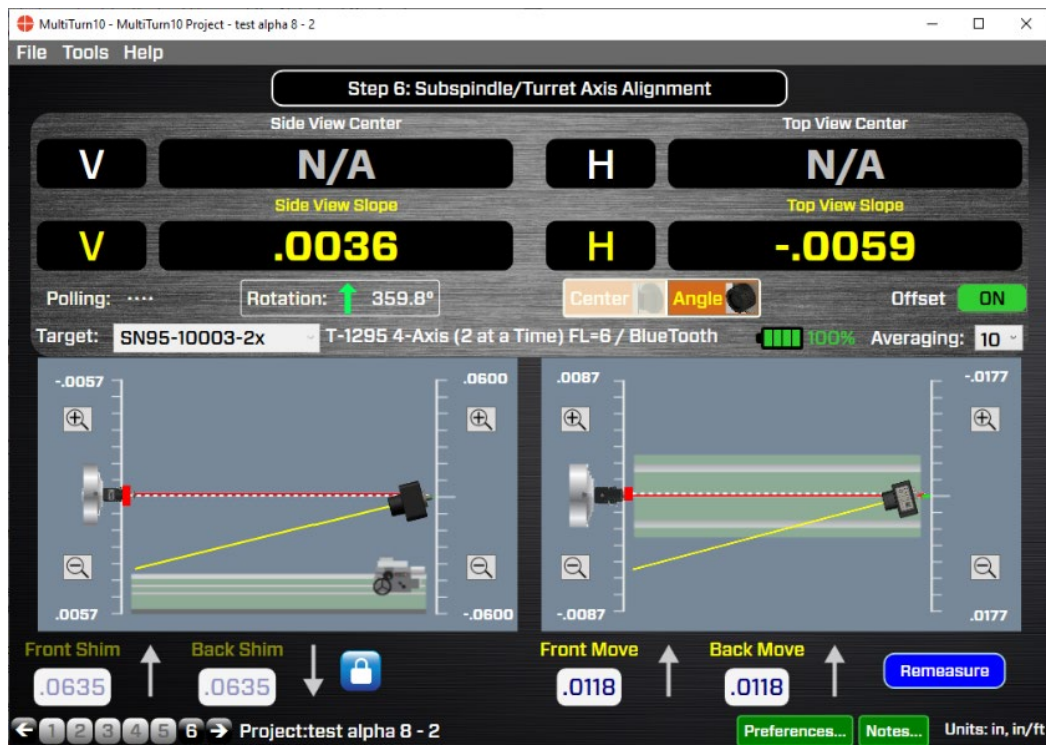 MultiTurn10 - MultiTurn10 Project - test alpha 8 - 2
File Tools Help
Step 6: Subspindle/Turret Axis Alignment
Side View Center Top View Center
V N/A H N/A
Side View Slope Top View Slope
V .0036 H -.0059
Polling: .... Rotation: 359.8° Center Angle Offset ON
Target: SN95-10003-2x T-1295 4-Axis (2 at a Time) FL=6 / BlueTooth 100% Averaging: 10
-.0057 .0600 .0087 -.0177
.0057 -.0600 -.0087 .0177
Front Shim Back Shim Front Move Back Move
.0635 .0635 .0118 .0118 Remeasure
1 2 3 4 5 6 Project:test alpha 8 - 2 Preferences... Notes... Units: in, in/ft